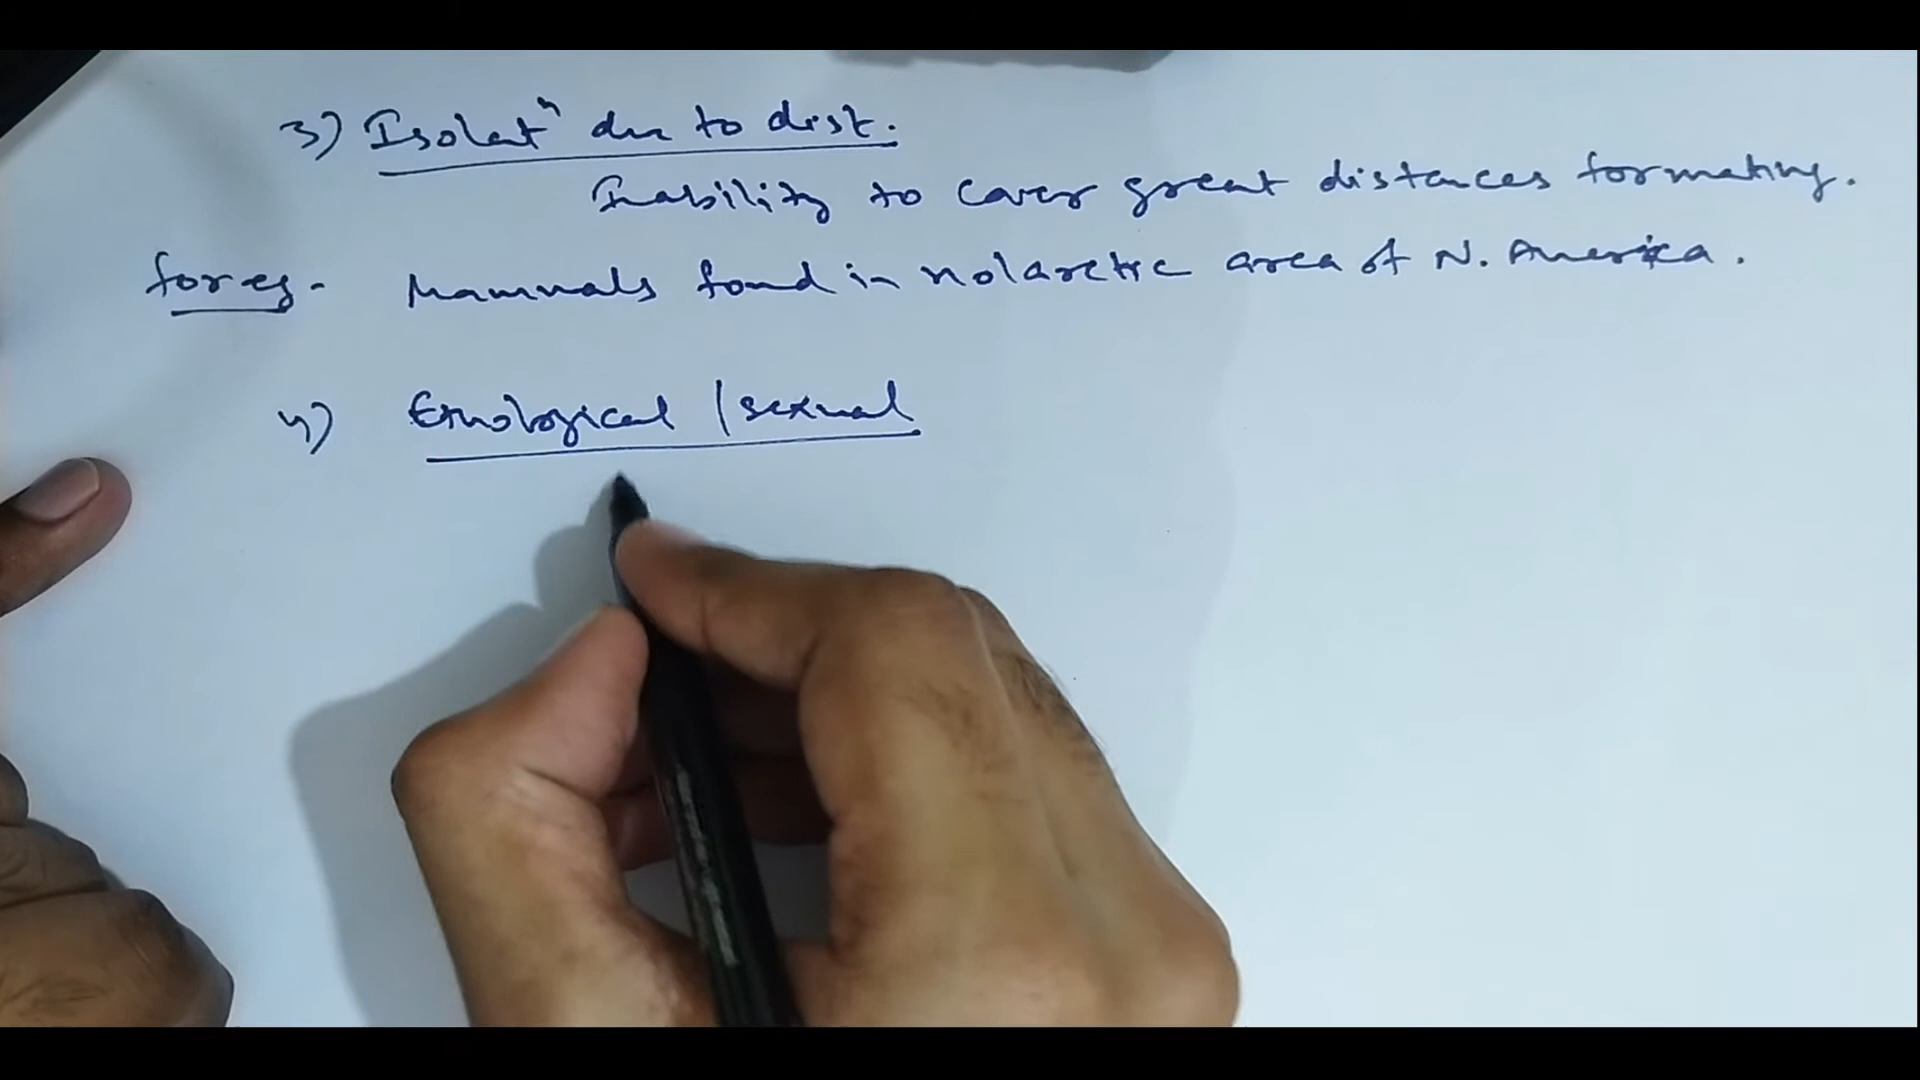 3) Isolatⁿ due to dist.
Inability to cover great distances for mating.
for eg - Mammals found in holarctic area of N. America.
4) Ethological / sexual